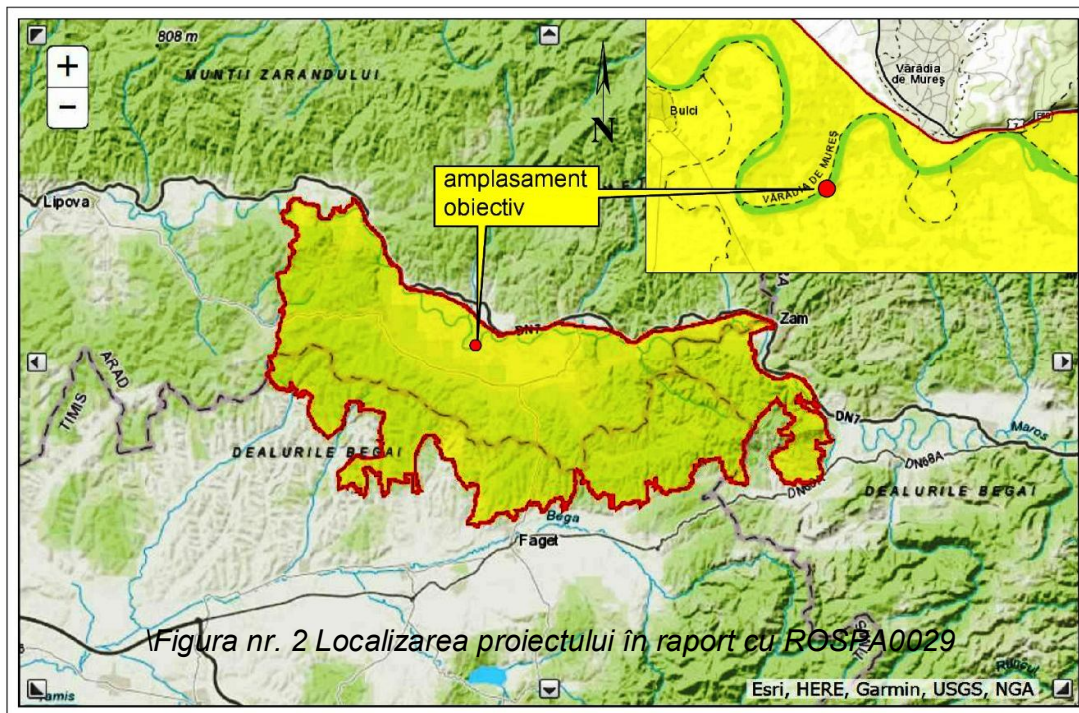 +
−
808 m
MUNTII ZARANDULUI
N
Vărădia
de Mureș
Bulci
7
E68
VĂRĂDIA DE MUREȘ
amplasament
obiectiv
Lipova
DN7
Zam
ARAD
TIMIS
DN7
Maros
DN68A
DEALURILE BEGAI
DEALURILE BEGAI
Bega
Faget
\Figura nr. 2 Localizarea proiectului în raport cu ROSPA0029
Esri, HERE, Garmin, USGS, NGA